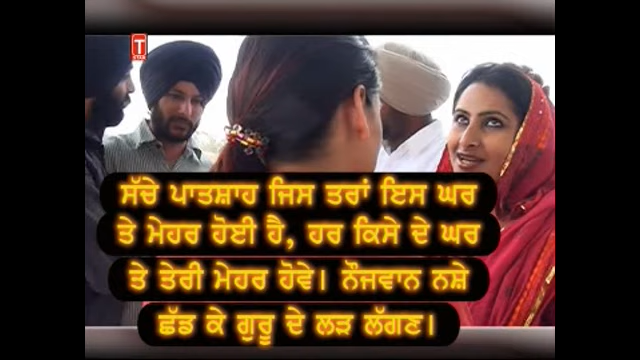 T
ਸੱਚੇ ਪਾਤਸ਼ਾਹ ਜਿਸ ਤਰਾਂ ਇਸ ਘਰ
ਤੇ ਮੇਹਰ ਹੋਈ ਹੈ, ਹਰ ਕਿਸੇ ਦੇ ਘਰ
ਤੇ ਤੇਰੀ ਮੇਹਰ ਹੋਵੇ। ਨੌਜਵਾਨ ਨਸ਼ੇ
ਛੱਡ ਕੇ ਗੁਰੂ ਦੇ ਲੜ ਲੱਗਣ।